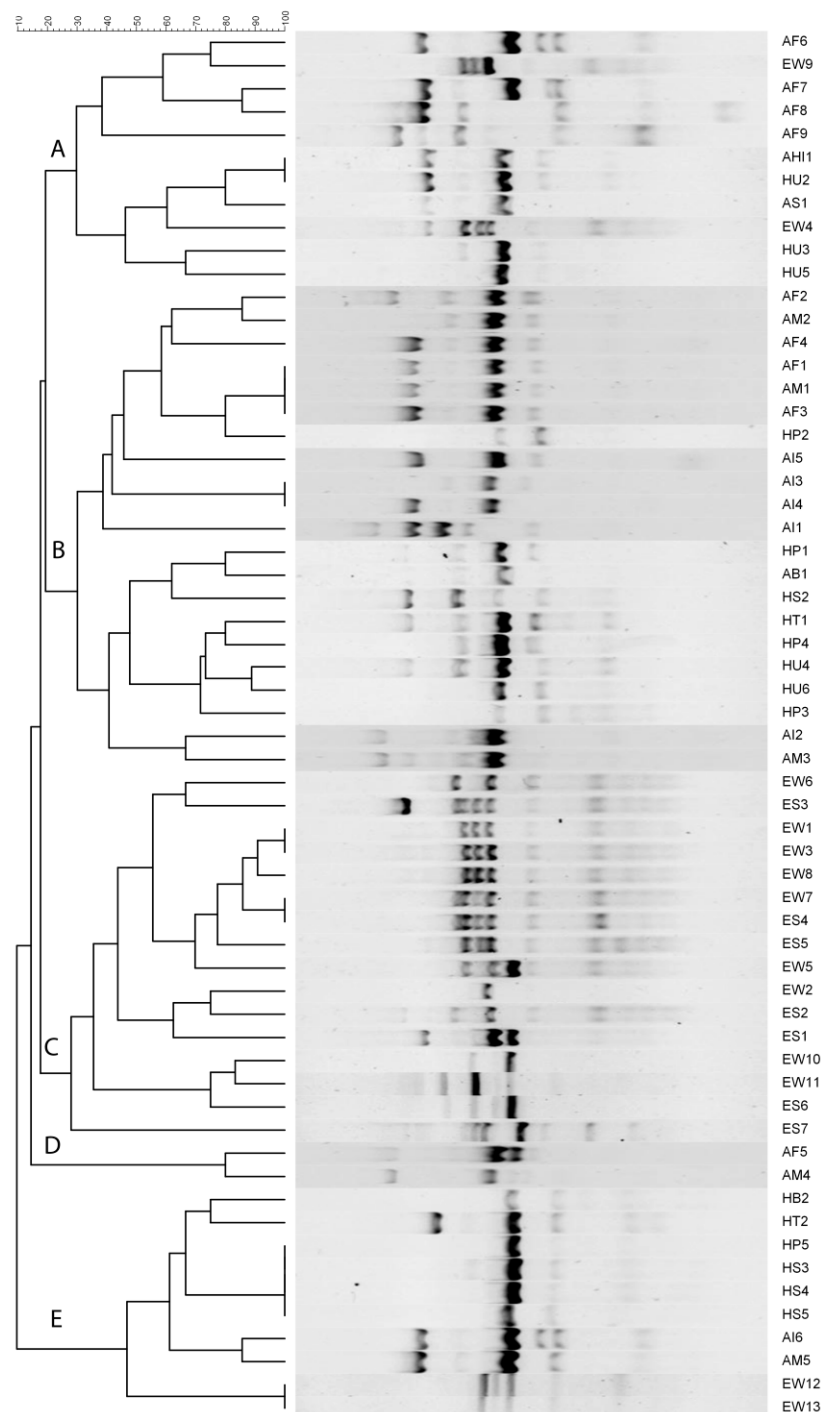 10 20 30 40 50 60 70 80 90 100
AF6
EW9
AF7
AF8
AF9
A
AHI1
HU2
AS1
EW4
HU3
HU5
AF2
AM2
AF4
AF1
AM1
AF3
HP2
AI5
AI3
AI4
AI1
B
HP1
AB1
HS2
HT1
HP4
HU4
HU6
HP3
AI2
AM3
EW6
ES3
EW1
EW3
EW8
EW7
ES4
ES5
EW5
EW2
ES2
ES1
C
EW10
EW11
ES6
ES7
D
AF5
AM4
HB2
HT2
HP5
HS3
HS4
HS5
E
AI6
AM5
EW12
EW13